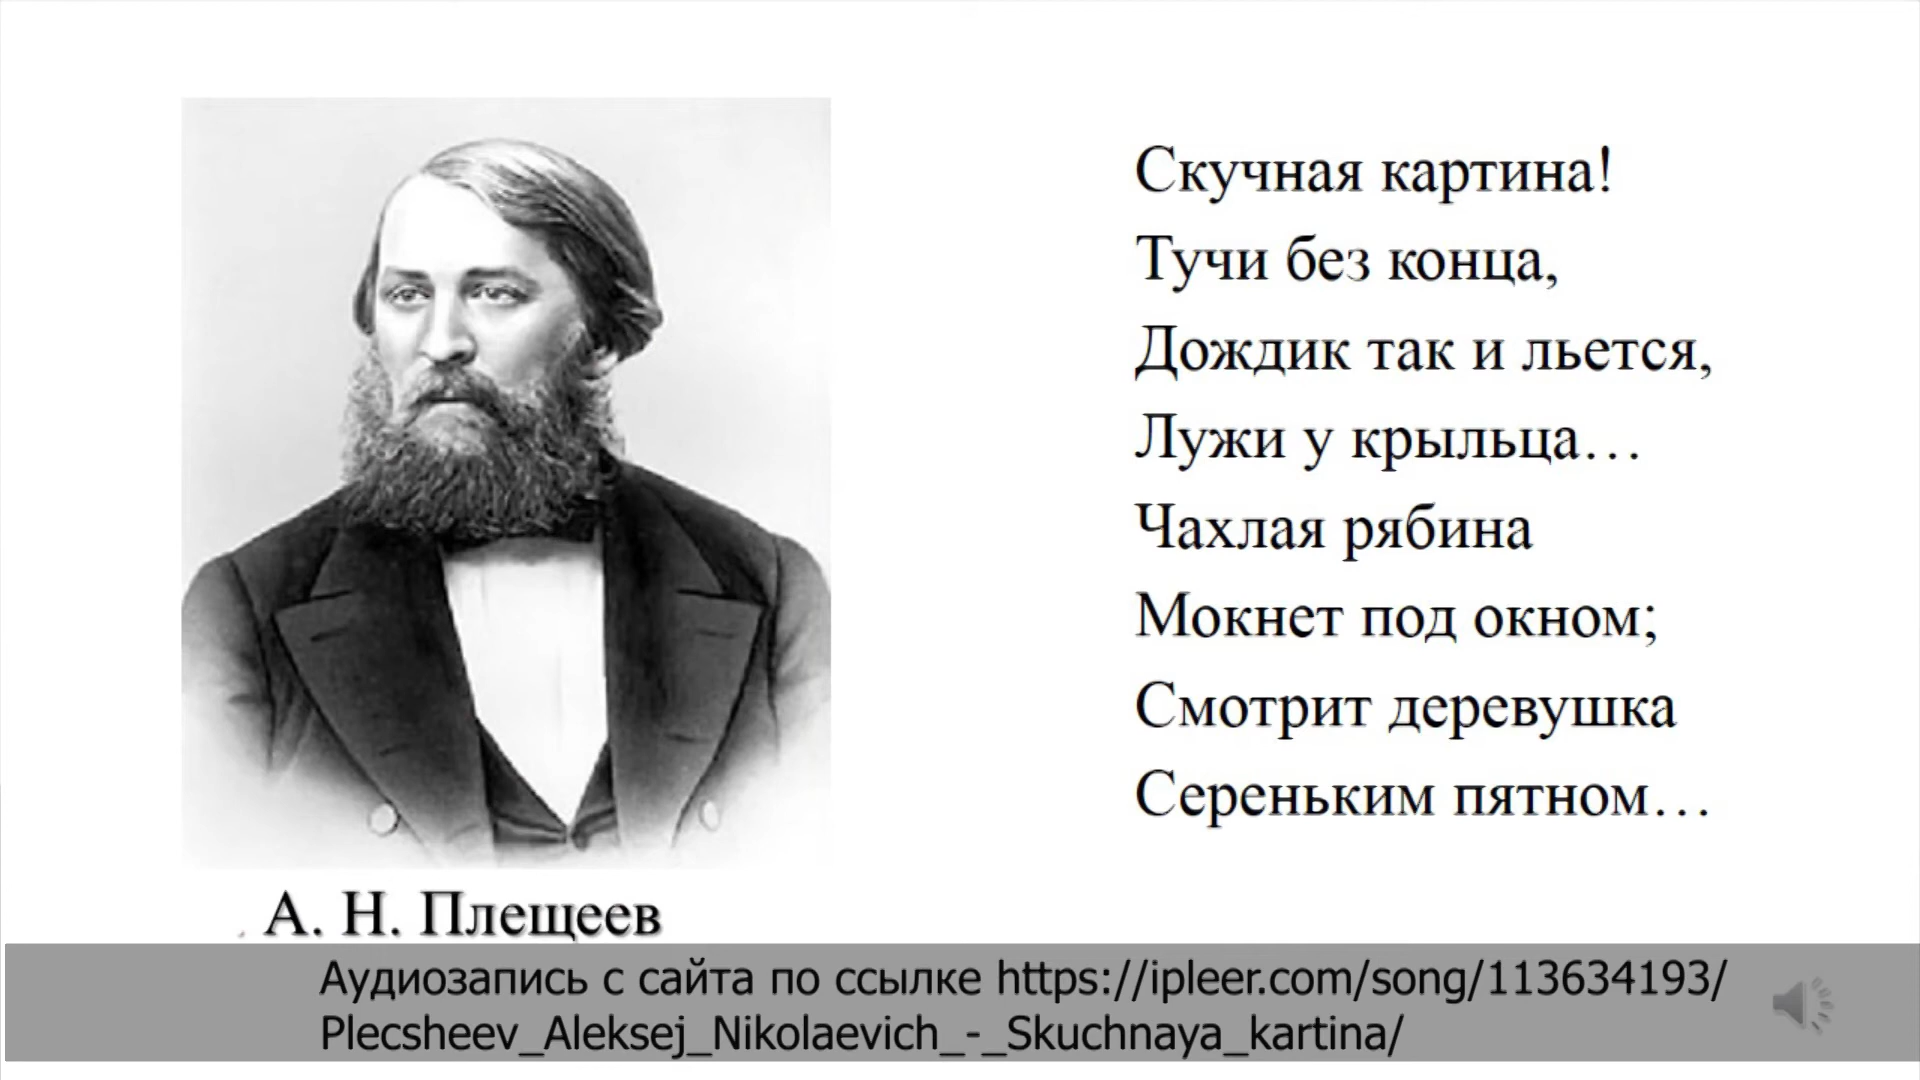 Скучная картина!
Тучи без конца,
Дождик так и льется,
Лужи у крыльца…
Чахлая рябина
Мокнет под окном;
Смотрит деревушка
Сереньким пятном…
А. Н. Плещеев
Аудиозапись с сайта по ссылке https://ipleer.com/song/113634193/
Plecsheev_Aleksej_Nikolaevich_-_Skuchnaya_kartina/